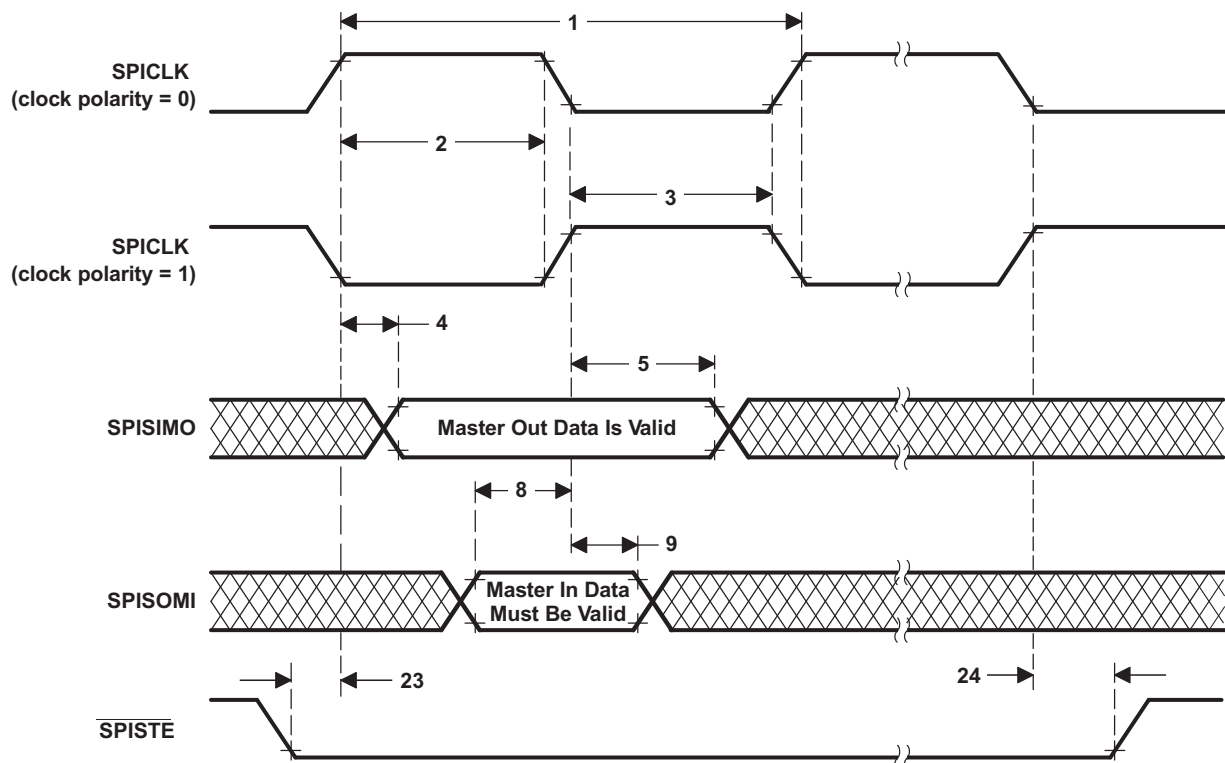 1
SPICLK
(clock polarity = 0)
2
3
SPICLK
(clock polarity = 1)
4
5
SPISIMO
Master Out Data Is Valid
8
9
SPISOMI
Master In Data
Must Be Valid
23
24
SPISTE